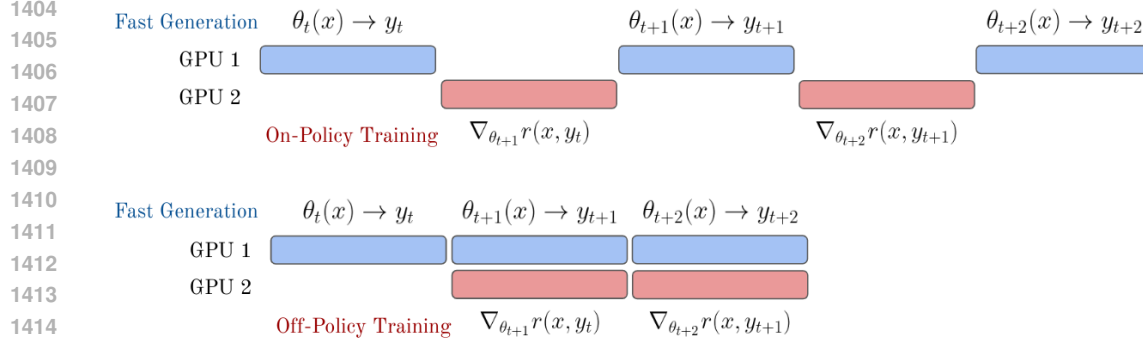 1404
Fast Generation θ_t(x) → y_t θ_{t+1}(x) → y_{t+1} θ_{t+2}(x) → y_{t+2}
1405
GPU 1
1406
GPU 2
1407
1408
On-Policy Training ∇_{θ_{t+1}} r(x, y_t) ∇_{θ_{t+2}} r(x, y_{t+1})
1409
1410
Fast Generation θ_t(x) → y_t θ_{t+1}(x) → y_{t+1} θ_{t+2}(x) → y_{t+2}
1411
GPU 1
1412
GPU 2
1413
1414
Off-Policy Training ∇_{θ_{t+1}} r(x, y_t) ∇_{θ_{t+2}} r(x, y_{t+1})